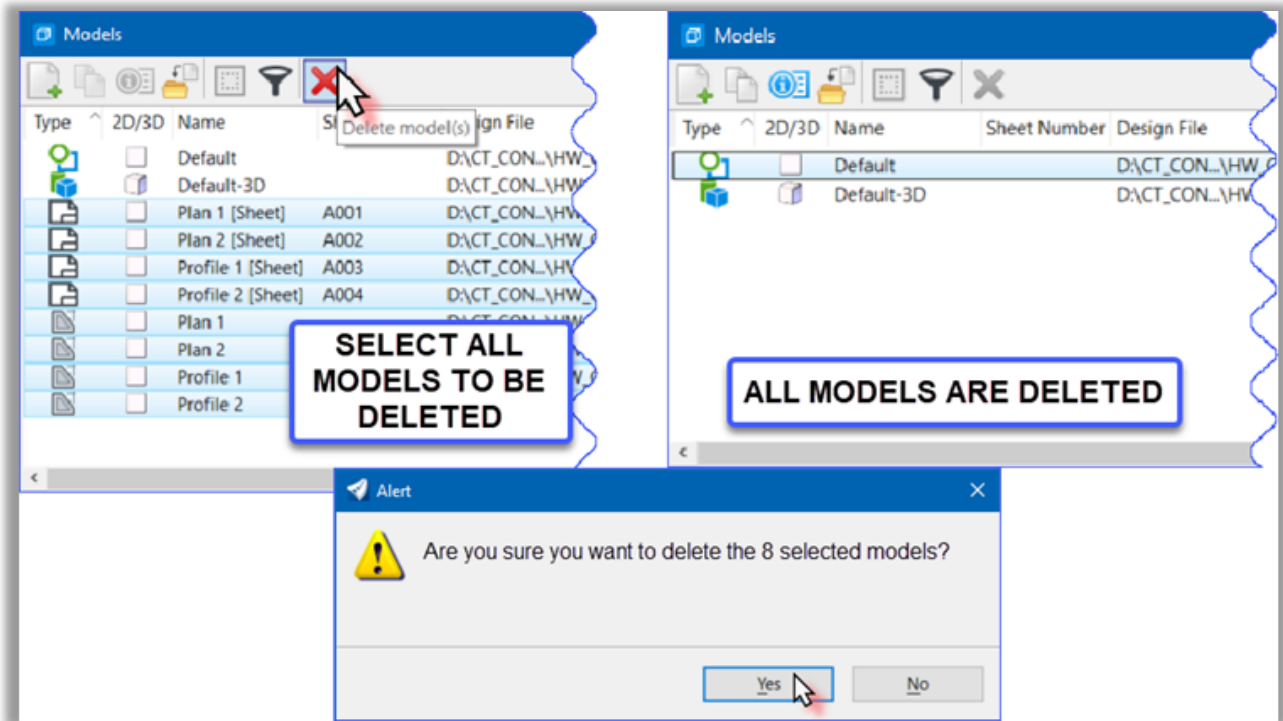 Models
Type 2D/3D Name Delete model(s) ign File
Default D:\CT_CON...\HW_
Default-3D D:\CT_CON...\HW
Plan 1 [Sheet] A001 D:\CT_CON...\HW_
Plan 2 [Sheet] A002 D:\CT_CON...\HW_
Profile 1 [Sheet] A003 D:\CT_CON...\HW
Profile 2 [Sheet] A004 D:\CT_CON...\HW_
Plan 1
Plan 2
Profile 1
Profile 2
SELECT ALL
MODELS TO BE
DELETED
Models
Type 2D/3D Name Sheet Number Design File
Default D:\CT_CON...\HW_
Default-3D D:\CT_CON...\HW
ALL MODELS ARE DELETED
Alert
Are you sure you want to delete the 8 selected models?
Yes No